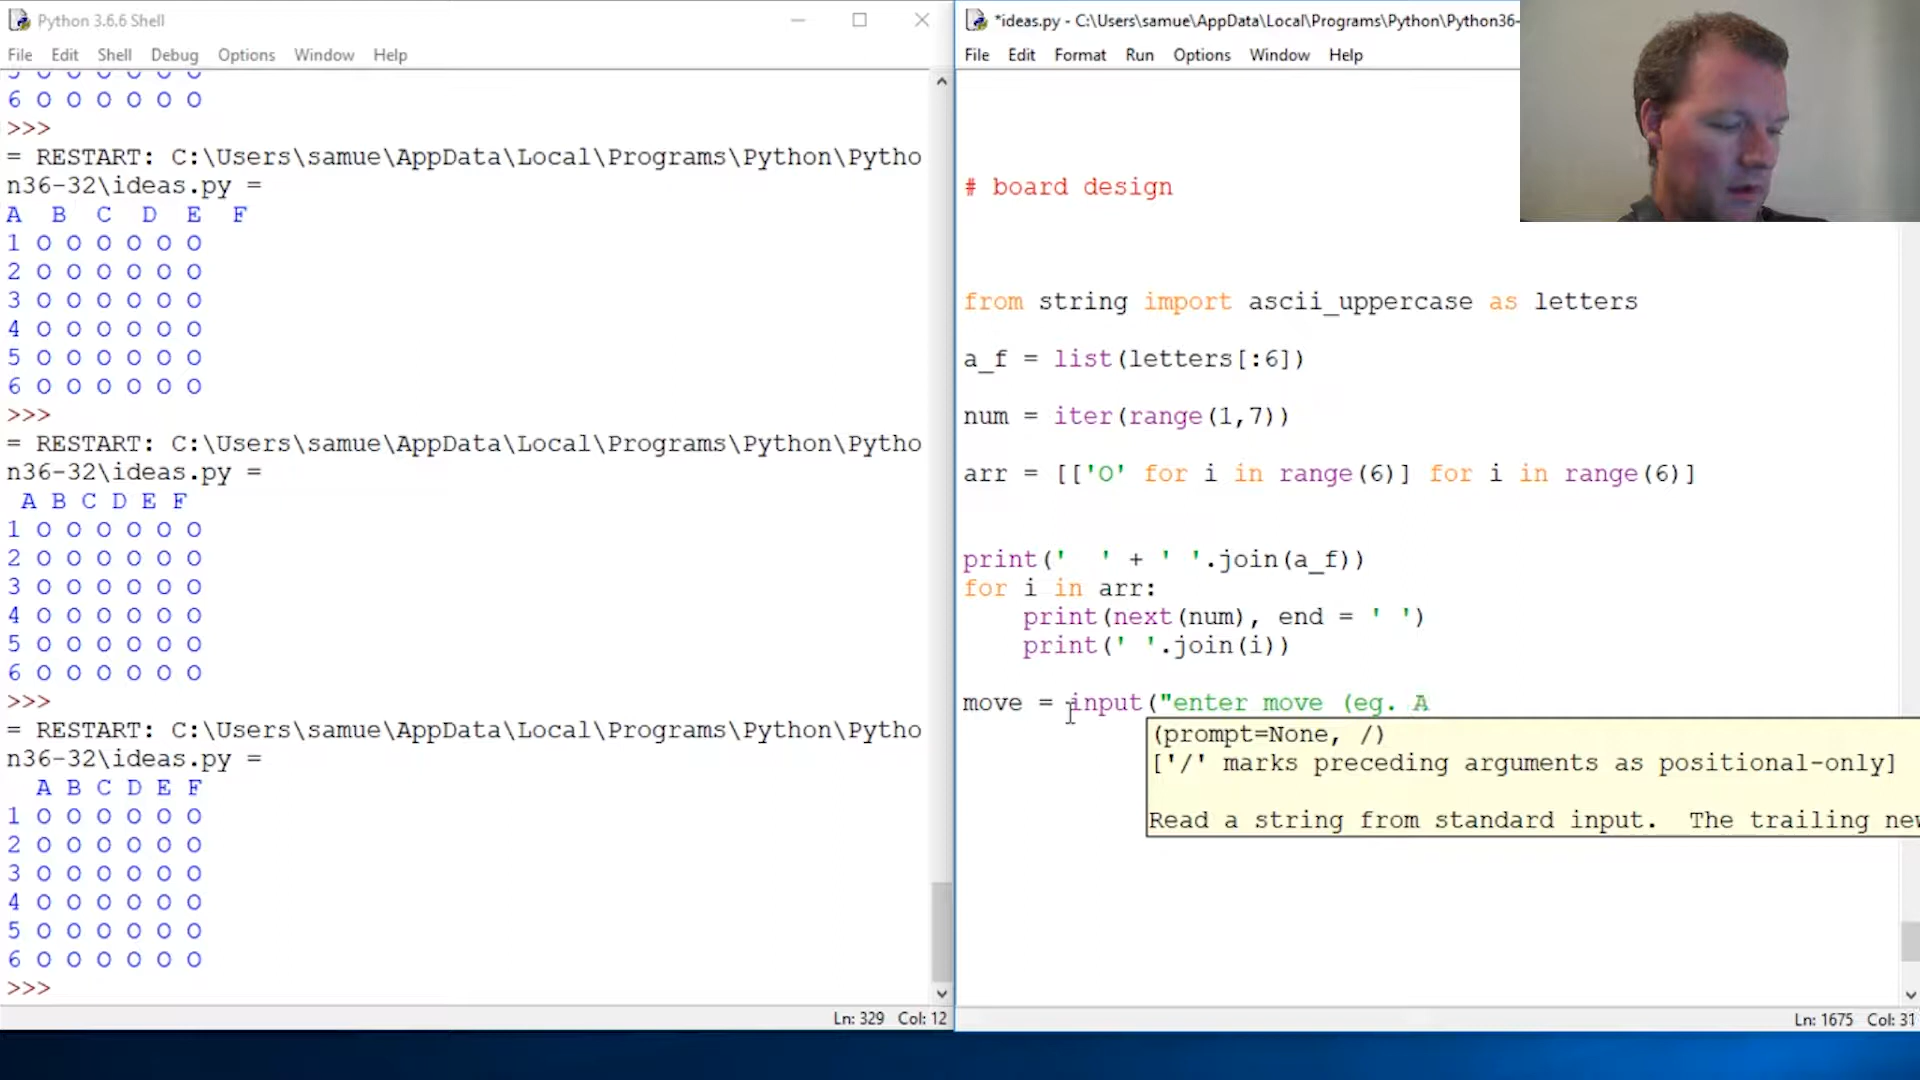 Python 3.6.6 Shell
File Edit Shell Debug Options Window Help
6 O O O O O O
>>>
= RESTART: C:\Users\samue\AppData\Local\Programs\Python\Pytho
n36-32\ideas.py =
A  B  C  D  E  F
1 O O O O O O
2 O O O O O O
3 O O O O O O
4 O O O O O O
5 O O O O O O
6 O O O O O O
>>>
= RESTART: C:\Users\samue\AppData\Local\Programs\Python\Pytho
n36-32\ideas.py =
 A B C D E F
1 O O O O O O
2 O O O O O O
3 O O O O O O
4 O O O O O O
5 O O O O O O
6 O O O O O O
>>>
= RESTART: C:\Users\samue\AppData\Local\Programs\Python\Pytho
n36-32\ideas.py =
  A B C D E F
1 O O O O O O
2 O O O O O O
3 O O O O O O
4 O O O O O O
5 O O O O O O
6 O O O O O O
>>>
Ln: 329 Col: 12
*ideas.py - C:\Users\samue\AppData\Local\Programs\Python\Python36-
File Edit Format Run Options Window Help
# board design
from string import ascii_uppercase as letters
a_f = list(letters[:6])
num = iter(range(1,7))
arr = [['O' for i in range(6)] for i in range(6)]
print('  ' + ' '.join(a_f))
for i in arr:
    print(next(num), end = ' ')
    print(' '.join(i))
move = input("enter move (eg. A
(prompt=None, /)
['/' marks preceding arguments as positional-only]
Read a string from standard input.  The trailing new
Ln: 1675 Col: 31